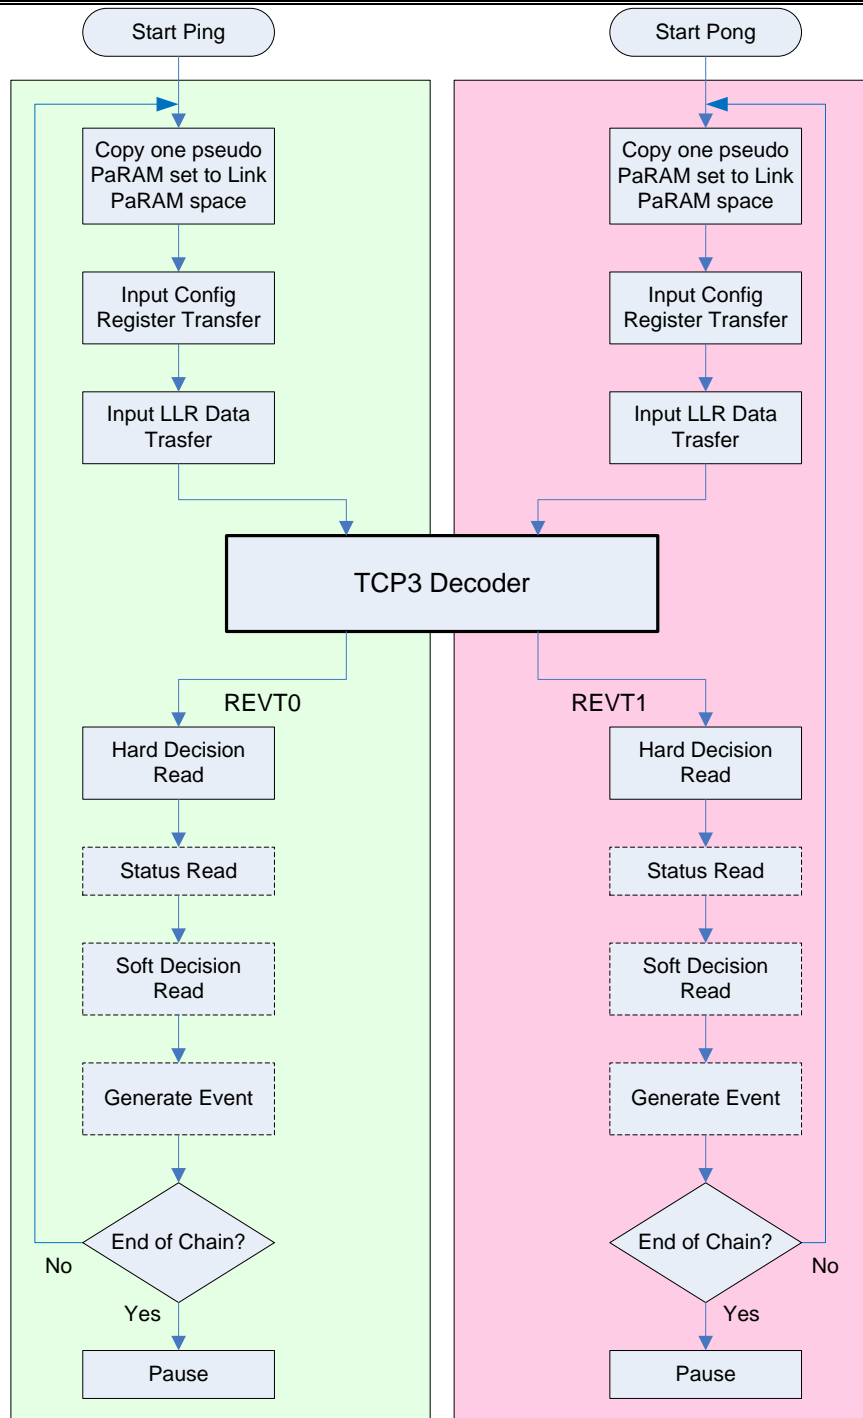 Start Ping
Start Pong
Copy one pseudo
PaRAM set to Link
PaRAM space
Copy one pseudo
PaRAM set to Link
PaRAM space
Input Config
Register Transfer
Input Config
Register Transfer
Input LLR Data
Trasfer
Input LLR Data
Trasfer
TCP3 Decoder
REVT0
REVT1
Hard Decision
Read
Hard Decision
Read
Status Read
Status Read
Soft Decision
Read
Soft Decision
Read
Generate Event
Generate Event
End of Chain?
End of Chain?
No
No
Yes
Yes
Pause
Pause